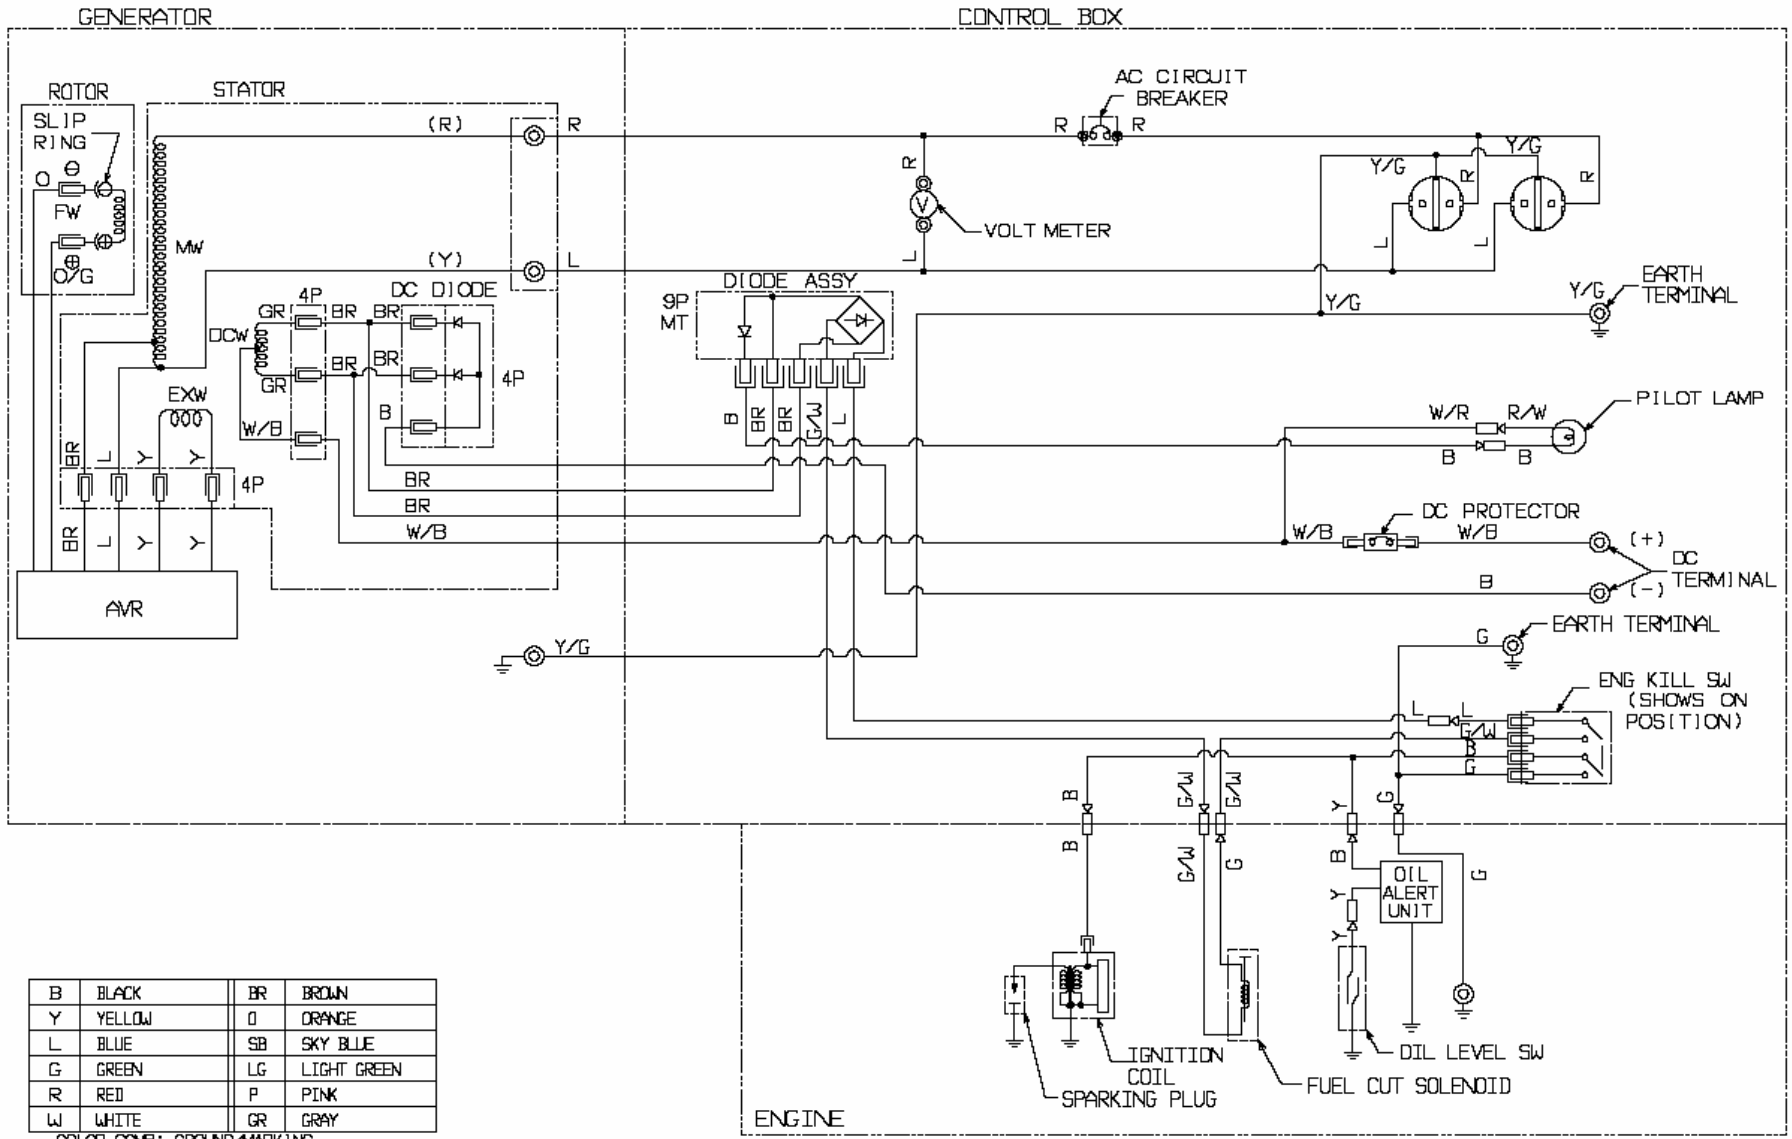 GENERATOR
CONTROL BOX
ROTOR
STATOR
SLIP
RING
O
FW
O/G
MW
(R)
R
(Y)
L
AC CIRCUIT
BREAKER
R
R
R
L
V
VOLT METER
Y/G
Y/G
R
R
L
L
Y/G
Y/G
EARTH
TERMINAL
DIODE ASSY
9P
MT
B
BR
BR
G/W
L
DC DIODE
4P
GR
BR
BR
DCW
GR
BR
BR
B
4P
W/B
EXW
BR
L
Y
Y
4P
BR
L
Y
Y
AVR
BR
BR
W/B
W/R
R/W
B
B
PILOT LAMP
DC PROTECTOR
W/B
W/B
(+)
DC
TERMINAL
(-)
B
Y/G
G
EARTH TERMINAL
ENG KILL SW
(SHOWS ON
POSITION)
L
L
G/W
B
G
B
G/W
G/W
Y
G
B
G/W
G
B
G
OIL
ALERT
UNIT
Y
Y
IGNITION
COIL
SPARKING PLUG
FUEL CUT SOLENOID
OIL LEVEL SW
ENGINE
B BLACK BR BROWN
Y YELLOW O ORANGE
L BLUE SB SKY BLUE
G GREEN LG LIGHT GREEN
R RED P PINK
W WHITE GR GRAY